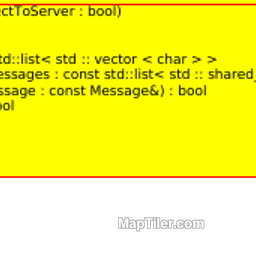 ectToServer : bool)
td::list< std :: vector < char > >
essages : const std::list< std :: shared_
ssage : const Message&) : bool
ool
MapTiler.com